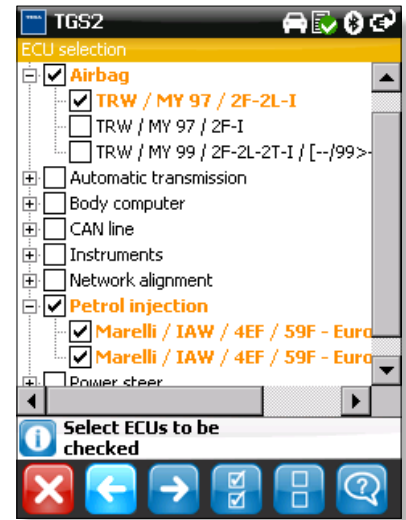 TEXA TGS2
ECU selection
Airbag
TRW / MY 97 / 2F-2L-I
TRW / MY 97 / 2F-I
TRW / MY 99 / 2F-2L-2T-I / [--/99>-
Automatic transmission
Body computer
CAN line
Instruments
Network alignment
Petrol injection
Marelli / IAW / 4EF / 59F - Euro
Marelli / IAW / 4EF / 59F - Euro
Power steer
Select ECUs to be
checked